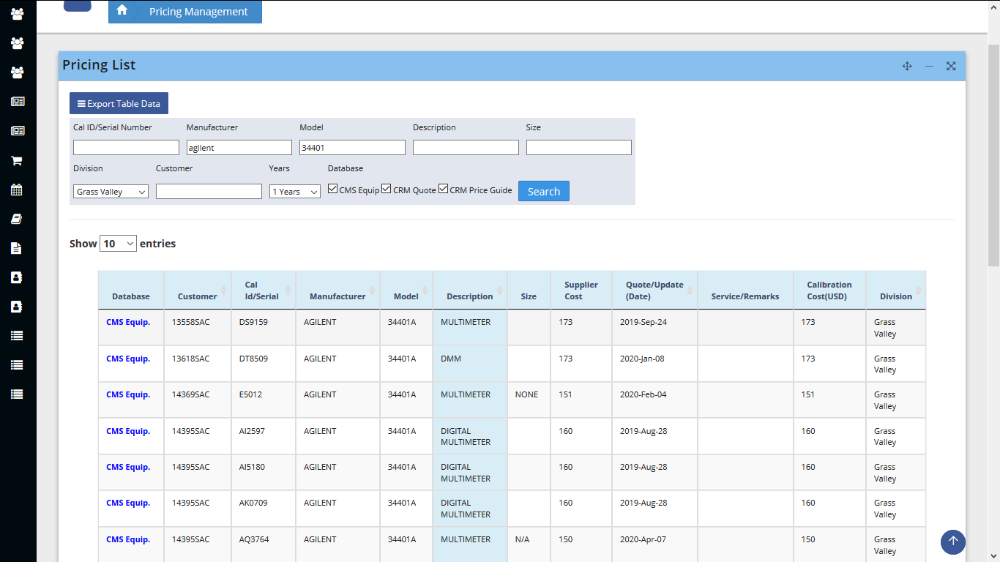 Pricing Management
Pricing List
Export Table Data
Cal ID/Serial Number Manufacturer Model Description Size
agilent 34401
Division Customer Years Database
Grass Valley 1 Years CMS Equip CRM Quote CRM Price Guide Search
Show 10 entries
Database Customer Cal Id/Serial Manufacturer Model Description Size Supplier Cost Quote/Update (Date) Service/Remarks Calibration Cost(USD) Division
CMS Equip. 13558SAC DS9159 AGILENT 34401A MULTIMETER 173 2019-Sep-24 173 Grass Valley
CMS Equip. 13618SAC DT8509 AGILENT 34401A DMM 173 2020-Jan-08 173 Grass Valley
CMS Equip. 14369SAC E5012 AGILENT 34401A MULTIMETER NONE 151 2020-Feb-04 151 Grass Valley
CMS Equip. 14395SAC AI2597 AGILENT 34401A DIGITAL MULTIMETER 160 2019-Aug-28 160 Grass Valley
CMS Equip. 14395SAC AI5180 AGILENT 34401A DIGITAL MULTIMETER 160 2019-Aug-28 160 Grass Valley
CMS Equip. 14395SAC AK0709 AGILENT 34401A DIGITAL MULTIMETER 160 2019-Aug-28 160 Grass Valley
CMS Equip. 14395SAC AQ3764 AGILENT 34401A MULTIMETER N/A 150 2020-Apr-07 150 Grass Valley